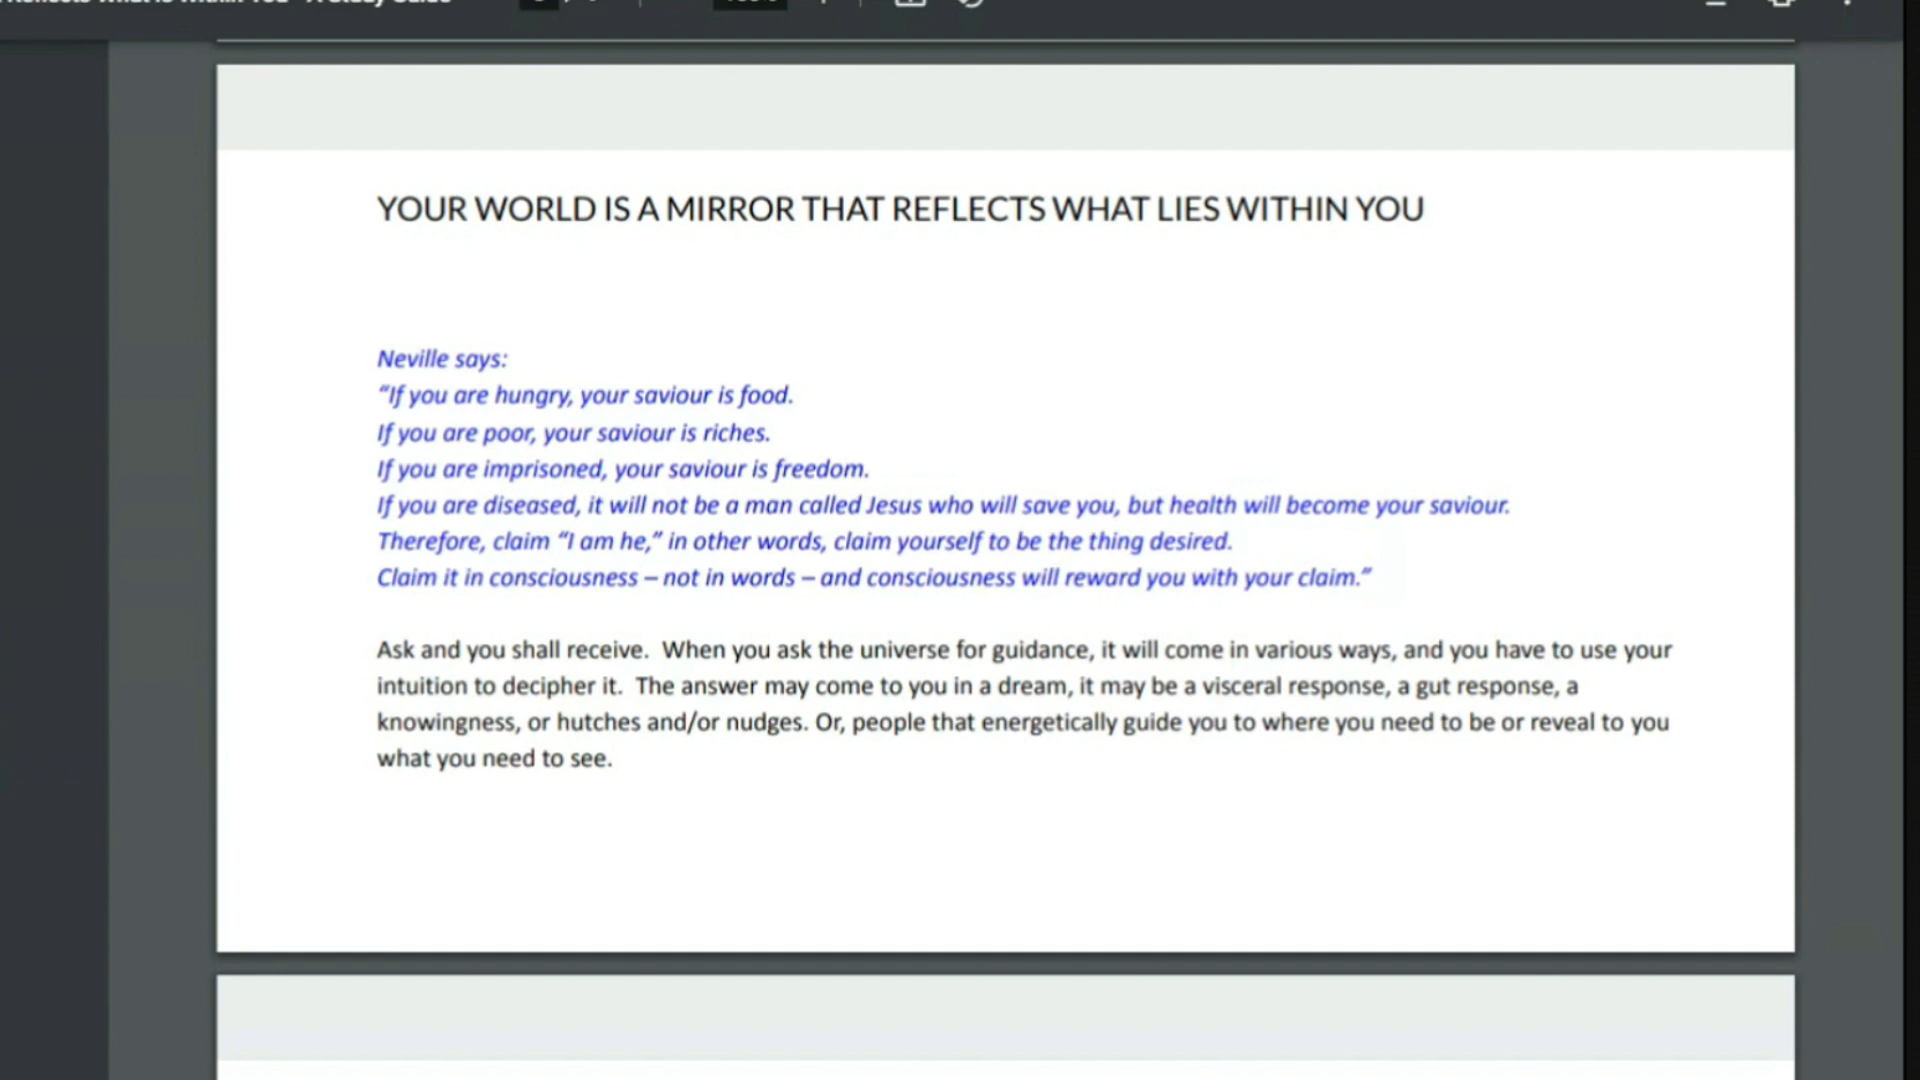 What is Within You - A Study Guide
YOUR WORLD IS A MIRROR THAT REFLECTS WHAT LIES WITHIN YOU
Neville says:
“If you are hungry, your saviour is food.
If you are poor, your saviour is riches.
If you are imprisoned, your saviour is freedom.
If you are diseased, it will not be a man called Jesus who will save you, but health will become your saviour.
Therefore, claim “I am he,” in other words, claim yourself to be the thing desired.
Claim it in consciousness – not in words – and consciousness will reward you with your claim.”
Ask and you shall receive. When you ask the universe for guidance, it will come in various ways, and you have to use your
intuition to decipher it. The answer may come to you in a dream, it may be a visceral response, a gut response, a
knowingness, or hutches and/or nudges. Or, people that energetically guide you to where you need to be or reveal to you
what you need to see.